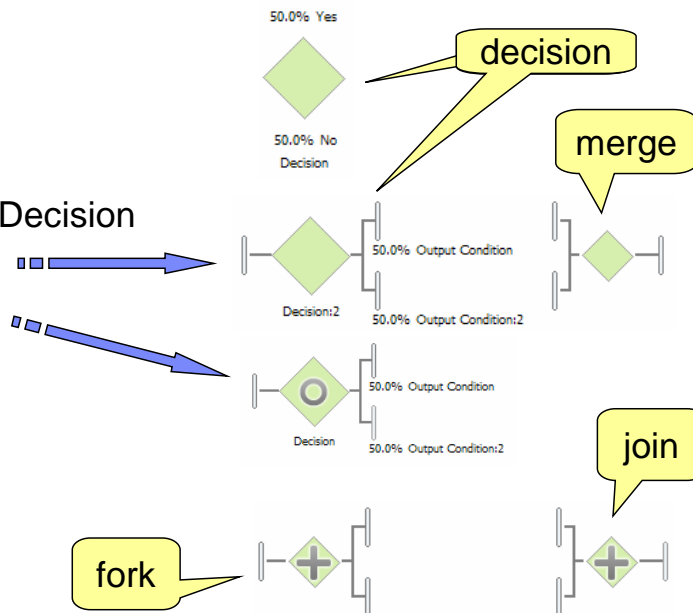 50.0% Yes
decision
50.0% No
Decision
merge
Decision
50.0% Output Condition
Decision:2
50.0% Output Condition:2
50.0% Output Condition
Decision
50.0% Output Condition:2
join
fork